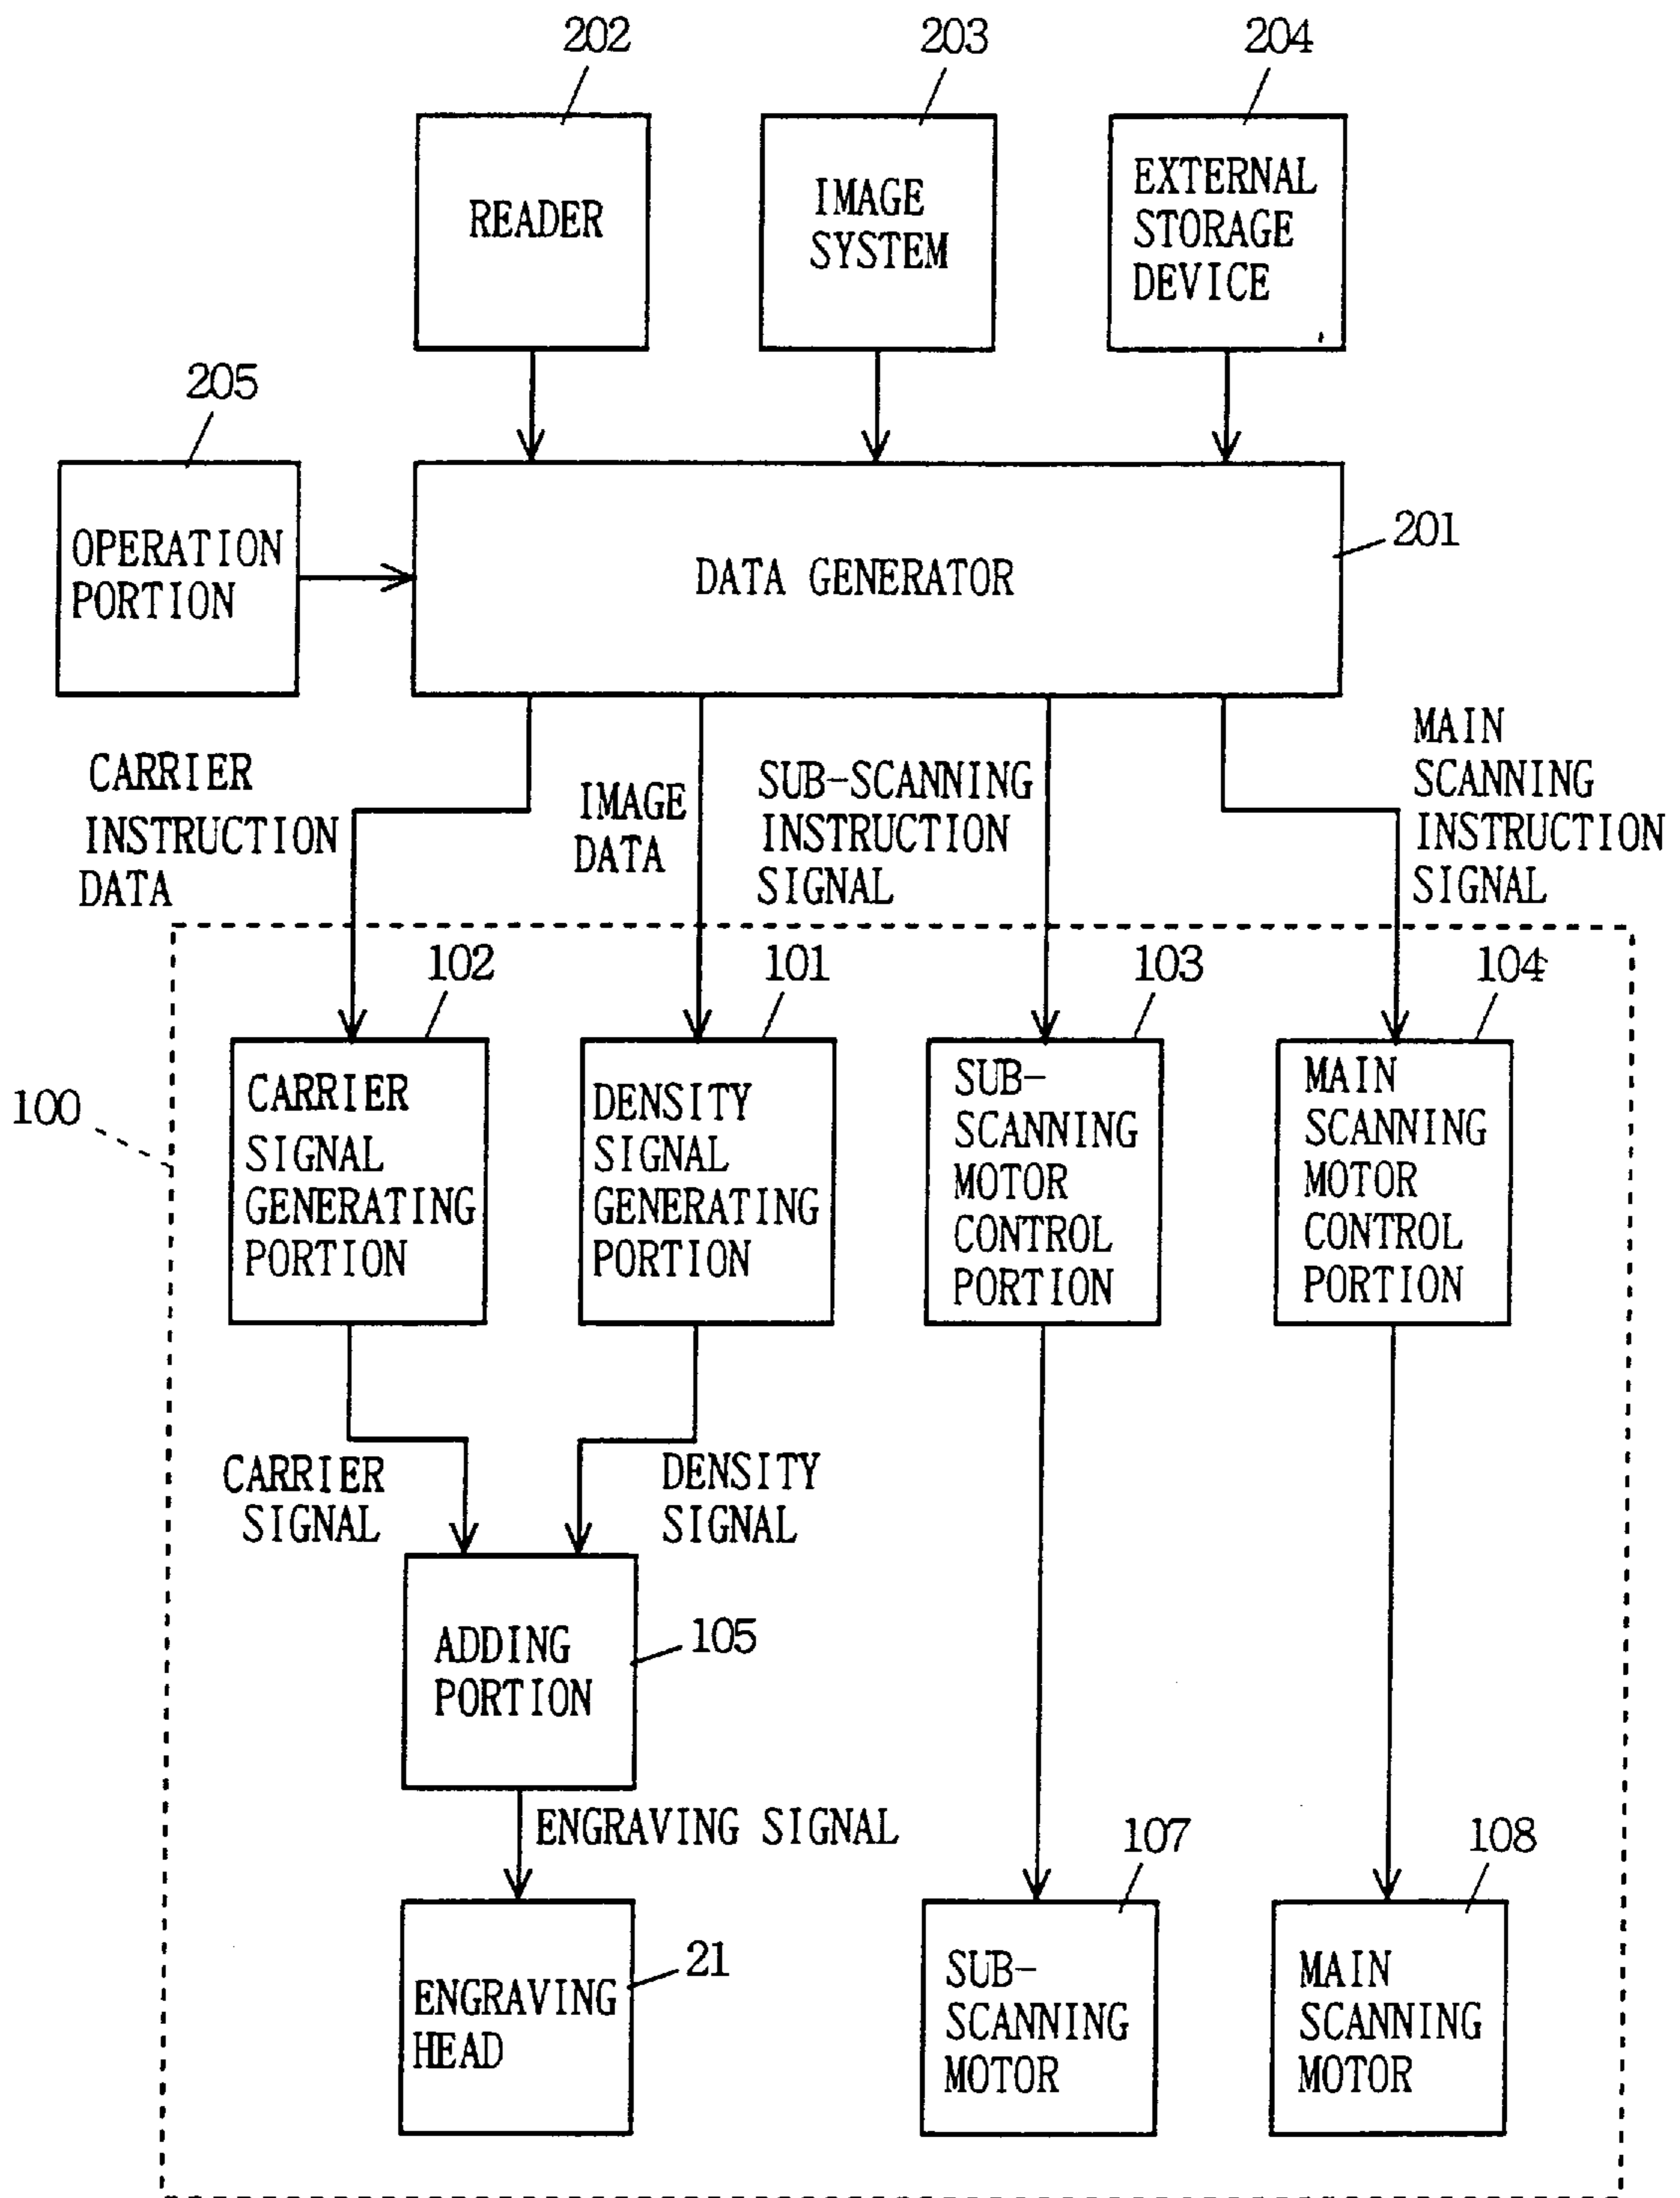 202
203
204
READER
IMAGE
SYSTEM
EXTERNAL
STORAGE
DEVICE
205
OPERATION
PORTION
DATA GENERATOR
201
CARRIER
INSTRUCTION
DATA
IMAGE
DATA
SUB-SCANNING
INSTRUCTION
SIGNAL
MAIN
SCANNING
INSTRUCTION
SIGNAL
100
102
101
103
104
CARRIER
SIGNAL
GENERATING
PORTION
DENSITY
SIGNAL
GENERATING
PORTION
SUB-
SCANNING
MOTOR
CONTROL
PORTION
MAIN
SCANNING
MOTOR
CONTROL
PORTION
CARRIER
SIGNAL
DENSITY
SIGNAL
ADDING
PORTION
105
ENGRAVING SIGNAL
107
108
ENGRAVING
HEAD
21
SUB-
SCANNING
MOTOR
MAIN
SCANNING
MOTOR